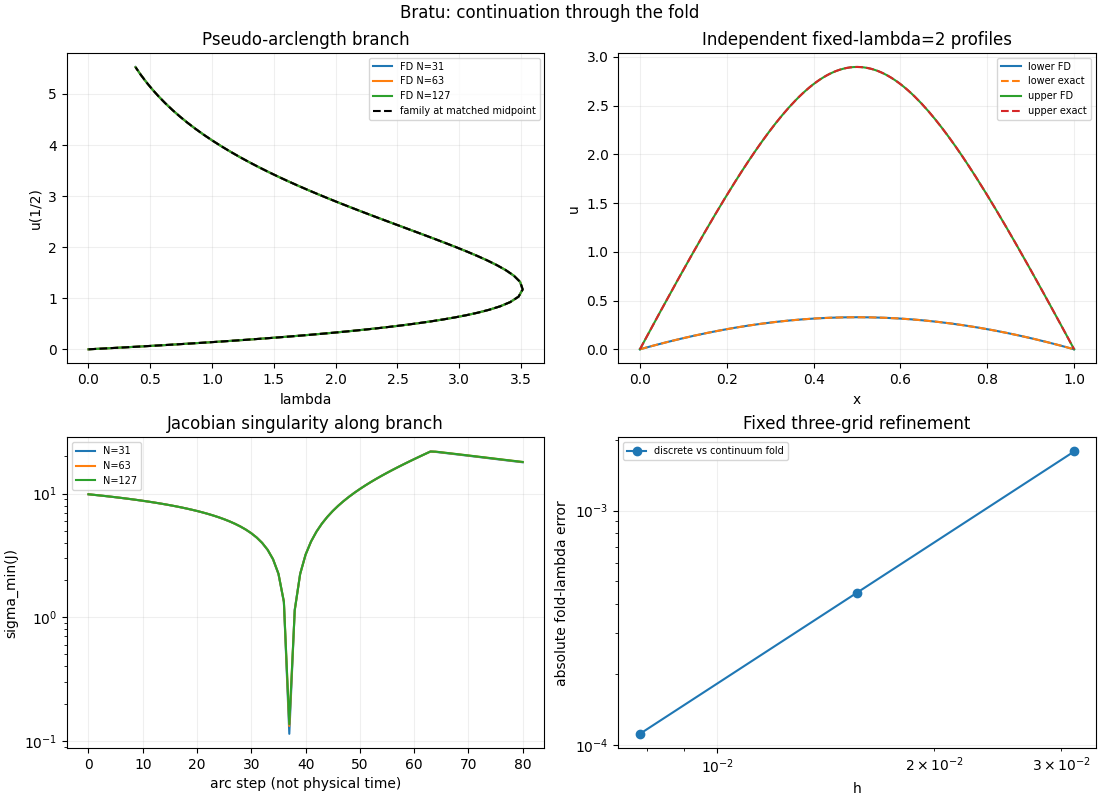 Bratu: continuation through the fold
Pseudo-arclength branch
FD N=31
FD N=63
FD N=127
family at matched midpoint
u(1/2)
5
4
3
2
1
0
0.0 0.5 1.0 1.5 2.0 2.5 3.0 3.5
lambda
Independent fixed-lambda=2 profiles
lower FD
lower exact
upper FD
upper exact
u
3.0
2.5
2.0
1.5
1.0
0.5
0.0
0.0 0.2 0.4 0.6 0.8 1.0
x
Jacobian singularity along branch
N=31
N=63
N=127
sigma_min(J)
10¹
10⁰
10⁻¹
0 10 20 30 40 50 60 70 80
arc step (not physical time)
Fixed three-grid refinement
discrete vs continuum fold
absolute fold-lambda error
10⁻³
10⁻⁴
10⁻² 2 × 10⁻² 3 × 10⁻²
h